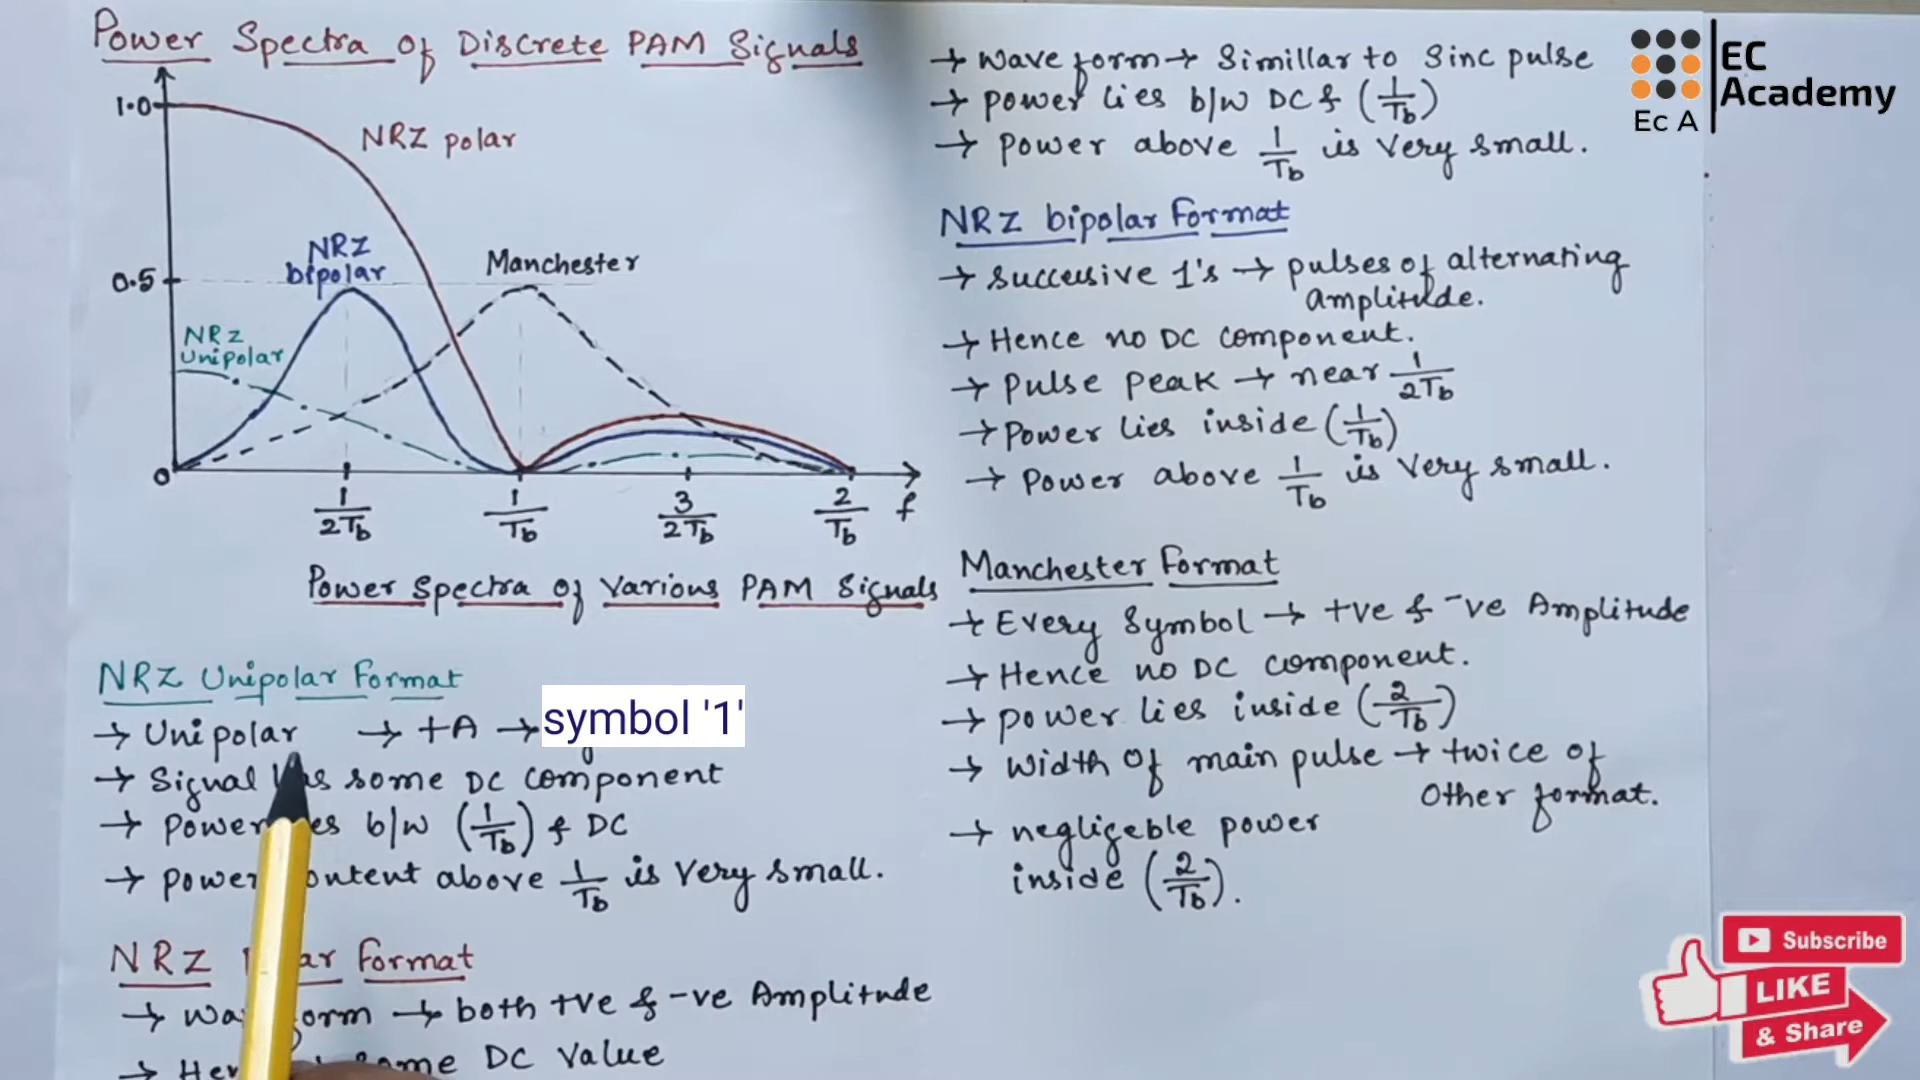 Power Spectra of Discrete PAM Signals
1.0
NRZ polar
NRZ
bipolar
Manchester
0.5
NRZ
Unipolar
0
1/2Tb 1/Tb 3/2Tb 2/Tb f
Power Spectra of Various PAM Signals
NRZ Unipolar Format
→ Unipolar → +A → symbol '1'
→ Signal some DC component
→ Power b/w (1/Tb) & DC
→ power content above 1/Tb is very small.
NRZ Format
→ both +ve & -ve Amplitude
→ DC Value
→ wave form → Simillar to Sinc pulse
→ power lies b/w DC & (1/Tb)
→ power above 1/Tb is very small.
NRZ bipolar Format
→ succusive 1's → pulses of alternating
amplitude.
→ Hence no DC component.
→ pulse peak → near 1/2Tb
→ Power lies inside (1/Tb)
→ Power above 1/Tb is very small.
Manchester Format
→ Every Symbol → +ve & -ve Amplitude
→ Hence no DC component.
→ power lies inside (2/Tb)
→ width of main pulse → twice of
Other format.
→ negligeble power
inside (2/Tb).
EC
Academy
Ec A
Subscribe
LIKE
& Share